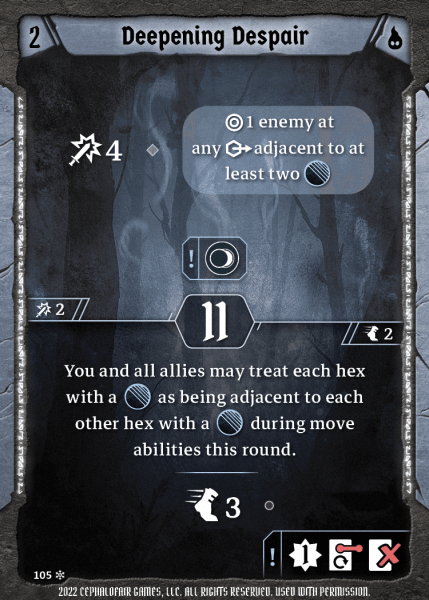 2
Deepening Despair
4
1 enemy at
any adjacent to at
least two
!
2
11
2
You and all allies may treat each hex
with a as being adjacent to each
other hex with a during move
abilities this round.
3
! 1
105
2022 CEPHALOFAIR GAMES, LLC. ALL RIGHTS RESERVED. USED WITH PERMISSION.